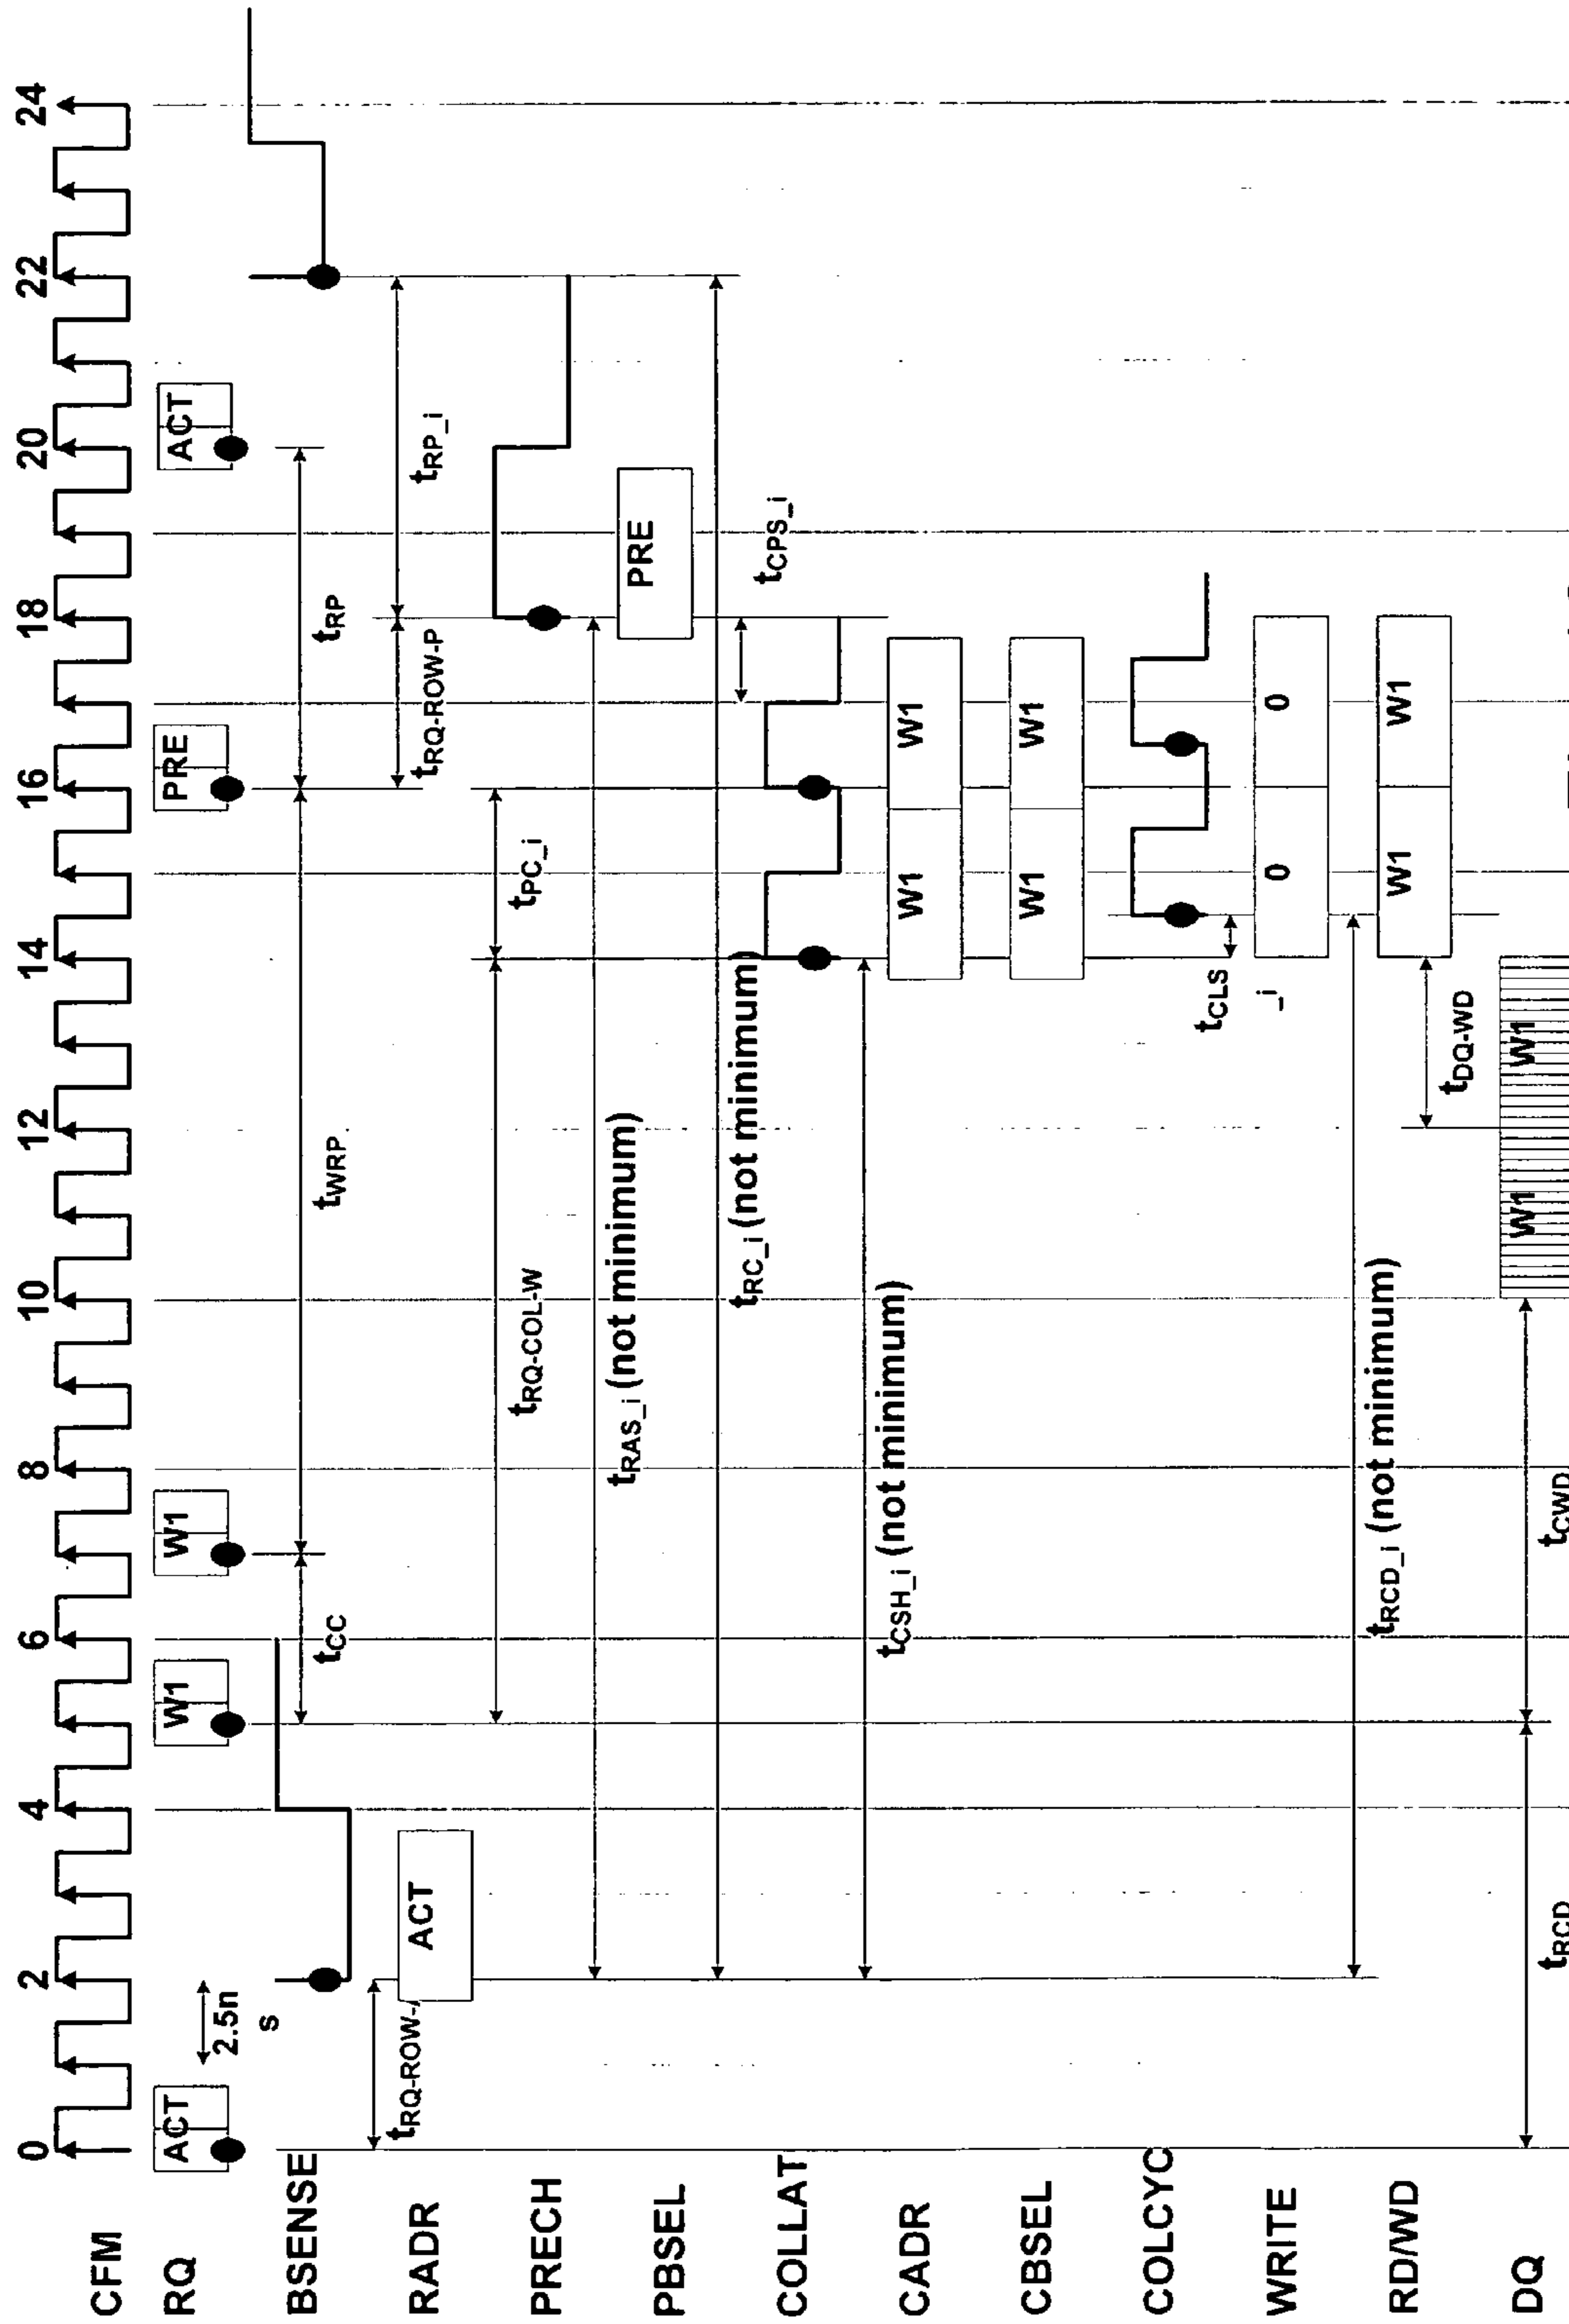 0 2 4 6 8 10 12 14 16 18 20 22 24
CFM
RQ ACT W1 W1 PRE ACT
2.5n
s
BSENSE
tCC tWRP tRP
RADR ACT
tRQ-ROW- tRQ-ROW-P tRP_i
PRECH
tRQ-COL-W tPC_i
PBSEL PRE
tRAS_i (not minimum)
tRC_i (not minimum) tCPS_i
COLLAT
CADR W1 W1
tCSH_i (not minimum)
CBSEL W1 W1
COLCYC
tCLS
_i
WRITE 0 0
RD/WD W1 W1
tRCD_i (not minimum) tDQ-WD
DQ W1 W1
tRCD tCWD